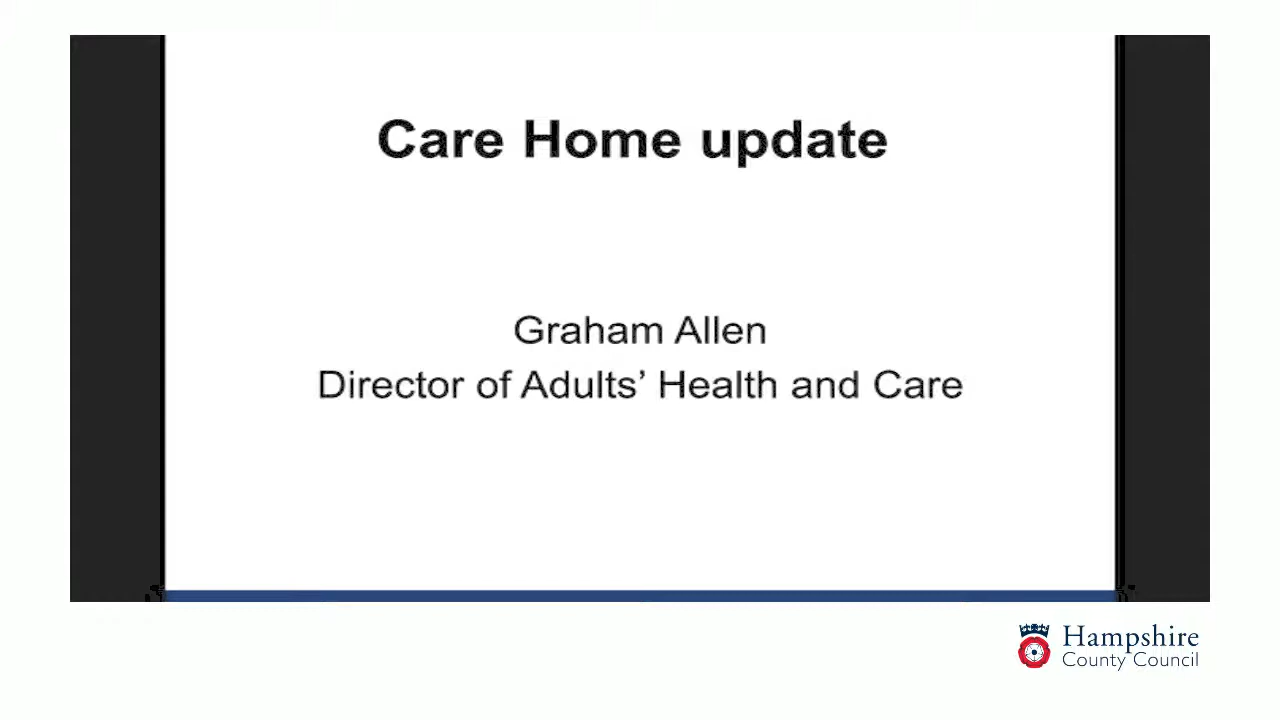 Care Home update
Graham Allen
Director of Adults’ Health and Care
Hampshire
County Council